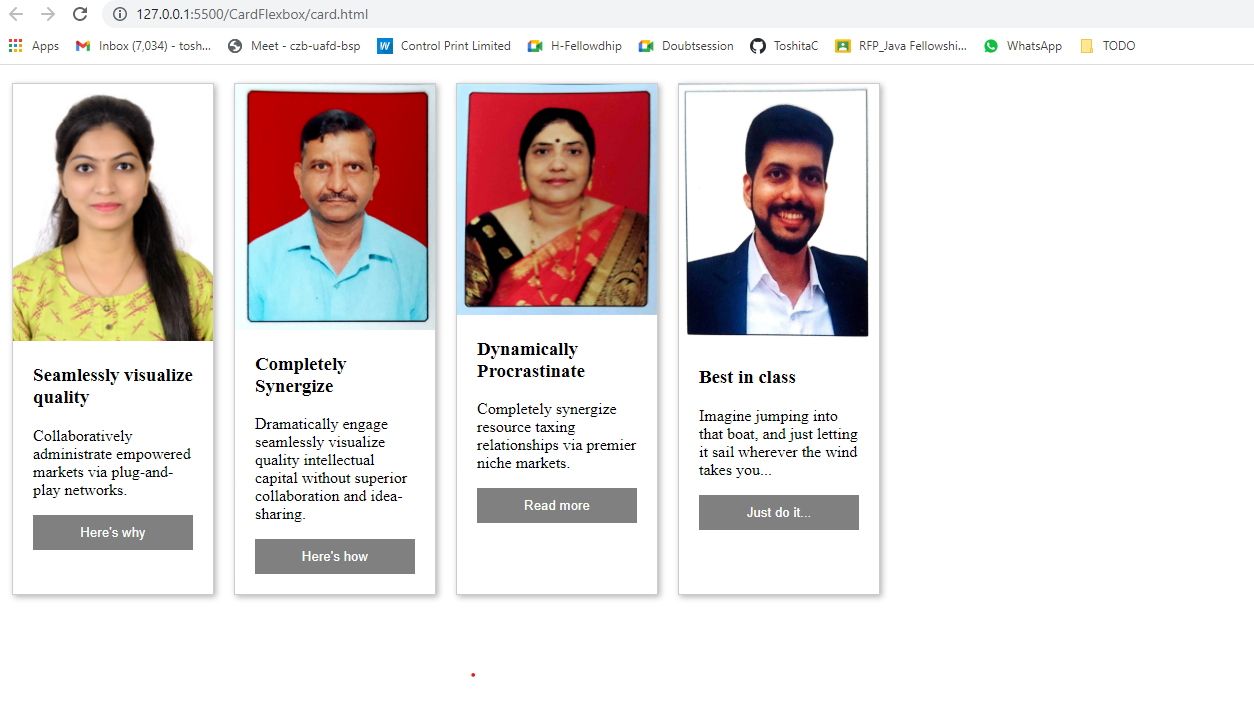 127.0.0.1:5500/CardFlexbox/card.html
Apps
Inbox (7,034) - tosh...
Meet - czb-uafd-bsp
Control Print Limited
H-Fellowdhip
Doubtsession
ToshitaC
RFP_Java Fellowshi...
WhatsApp
TODO
Seamlessly visualize
quality
Collaboratively
administrate empowered
markets via plug-and-
play networks.
Here's why
Completely
Synergize
Dramatically engage
seamlessly visualize
quality intellectual
capital without superior
collaboration and idea-
sharing.
Here's how
Dynamically
Procrastinate
Completely synergize
resource taxing
relationships via premier
niche markets.
Read more
Best in class
Imagine jumping into
that boat, and just letting
it sail wherever the wind
takes you...
Just do it...